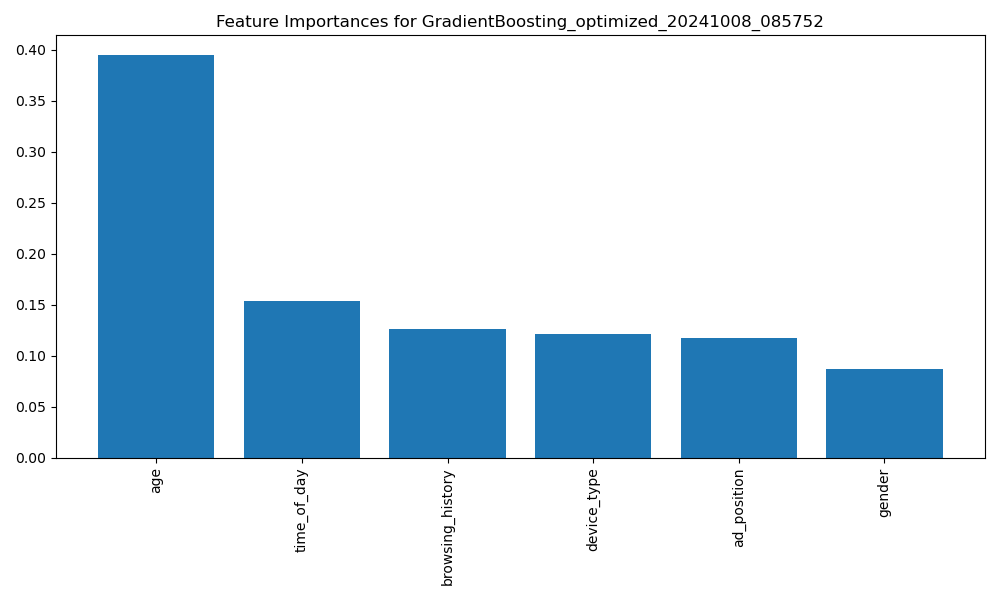 Feature Importances for GradientBoosting_optimized_20241008_085752
0.40
0.35
0.30
0.25
0.20
0.15
0.10
0.05
0.00
age
time_of_day
browsing_history
device_type
ad_position
gender